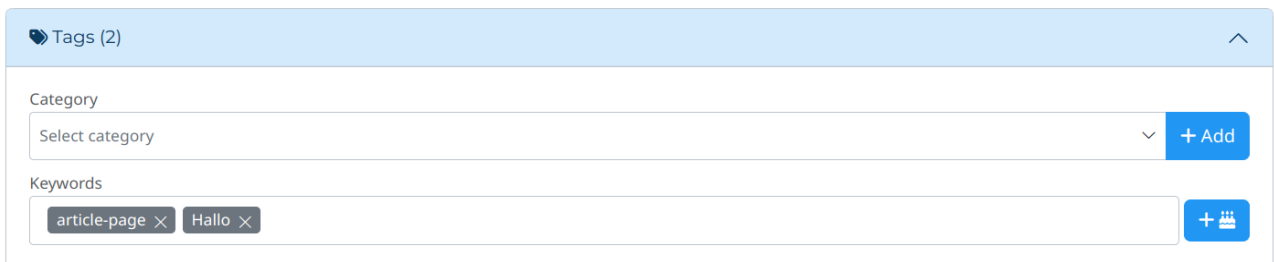 Tags (2)
Category
Select category
+ Add
Keywords
article-page × Hallo ×
+